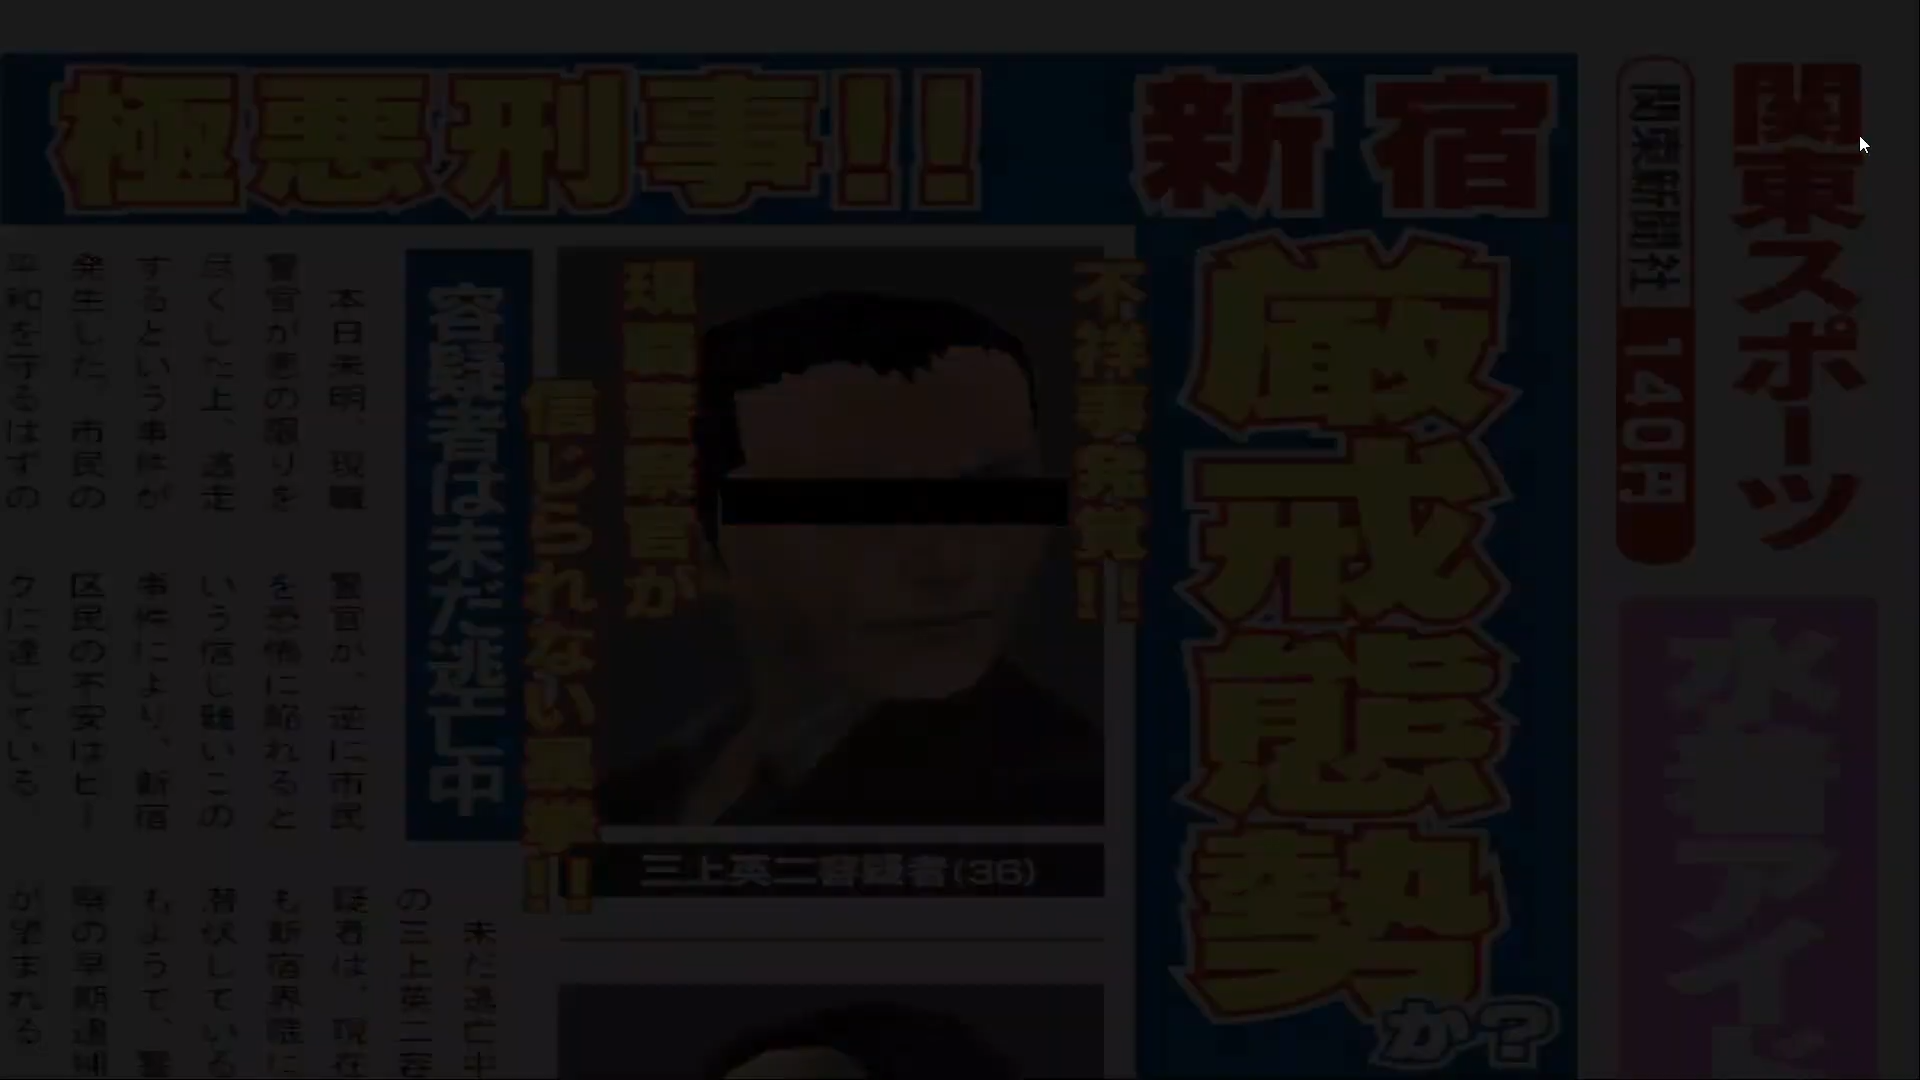 関東スポーツ
関東新聞社 140円
水着アイド
極悪刑事!!
新宿
厳戒態勢
か?
不祥事発覚!!
現職警察官が
信じられない暴挙!!
三上英二容疑者(36)
容疑者は未だ逃亡中
本日未明、現職
警官が悪の限りを
尽くした上、逃走
するという事件が
発生した。市民の
平和を守るはずの
警官が、逆に市民
を恐怖に陥れると
いう信じ難いこの
事件により、新宿
区民の不安はピー
クに達している。
未だ逃亡中
の三上英二容
疑者は、現在
も新宿界隈に
潜伏している
もようで、警
察の早期逮捕
が望まれる。